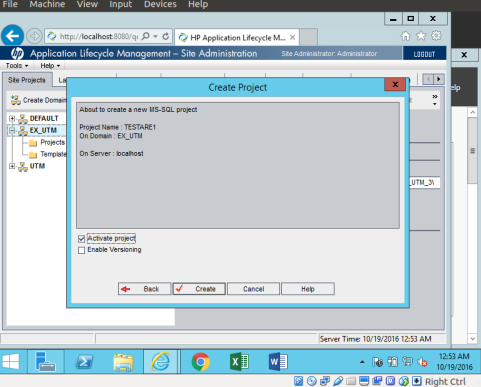 File Machine View Input Devices Help
http://localhost:8080/qc
HP Application Lifecycle M...
hp Application Lifecycle Management – Site Administration
Site Administrator: Administrator
LOGOUT
Tools Help
Site Projects La
elp
Create Domain
DEFAULT
EX_UTM
Projects
Template
UTM
Create Project
About to create a new MS-SQL project
Project Name : TESTARE1
On Domain : EX_UTM
On Server : localhost
_UTM_3\
Activate project
Enable Versioning
Back Create Cancel Help
Server Time: 10/19/2016 12:53 AM
12:53 AM
10/19/2016
Right Ctrl